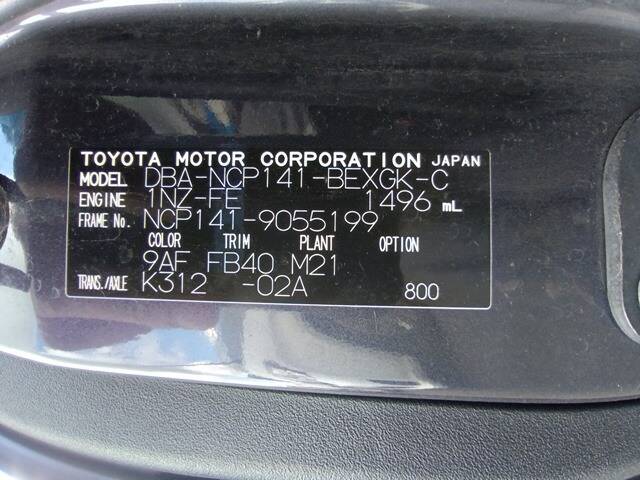 TOYOTA MOTOR CORPORATION JAPAN
MODEL DBA-NCP141-BEXGK-C
ENGINE 1NZ-FE 1496 mL
FRAME No. NCP141-9055199
COLOR TRIM PLANT OPTION
9AF FB40 M21
TRANS./AXLE K312 -02A 800